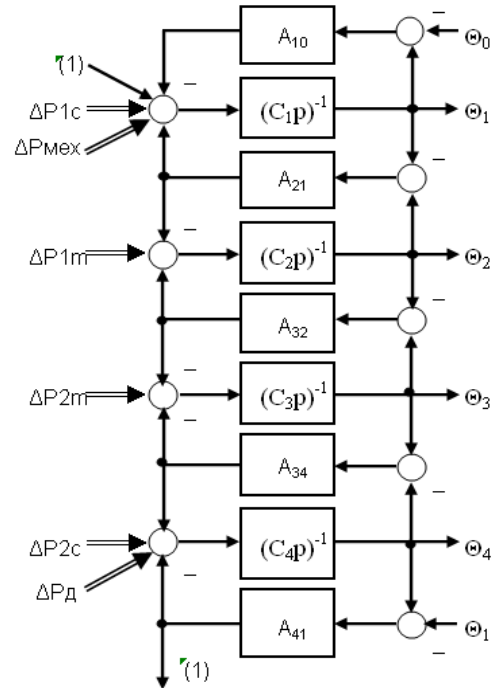 A₁₀
–
–
Θ₀
(1)
ΔP1c
(C₁p)⁻¹
Θ₁
ΔPмех
A₂₁
–
–
ΔP1m
(C₂p)⁻¹
Θ₂
–
A₃₂
–
ΔP2m
(C₃p)⁻¹
Θ₃
–
A₃₄
–
ΔP2c
(C₄p)⁻¹
Θ₄
ΔPд
–
A₄₁
Θ₁
–
(1)